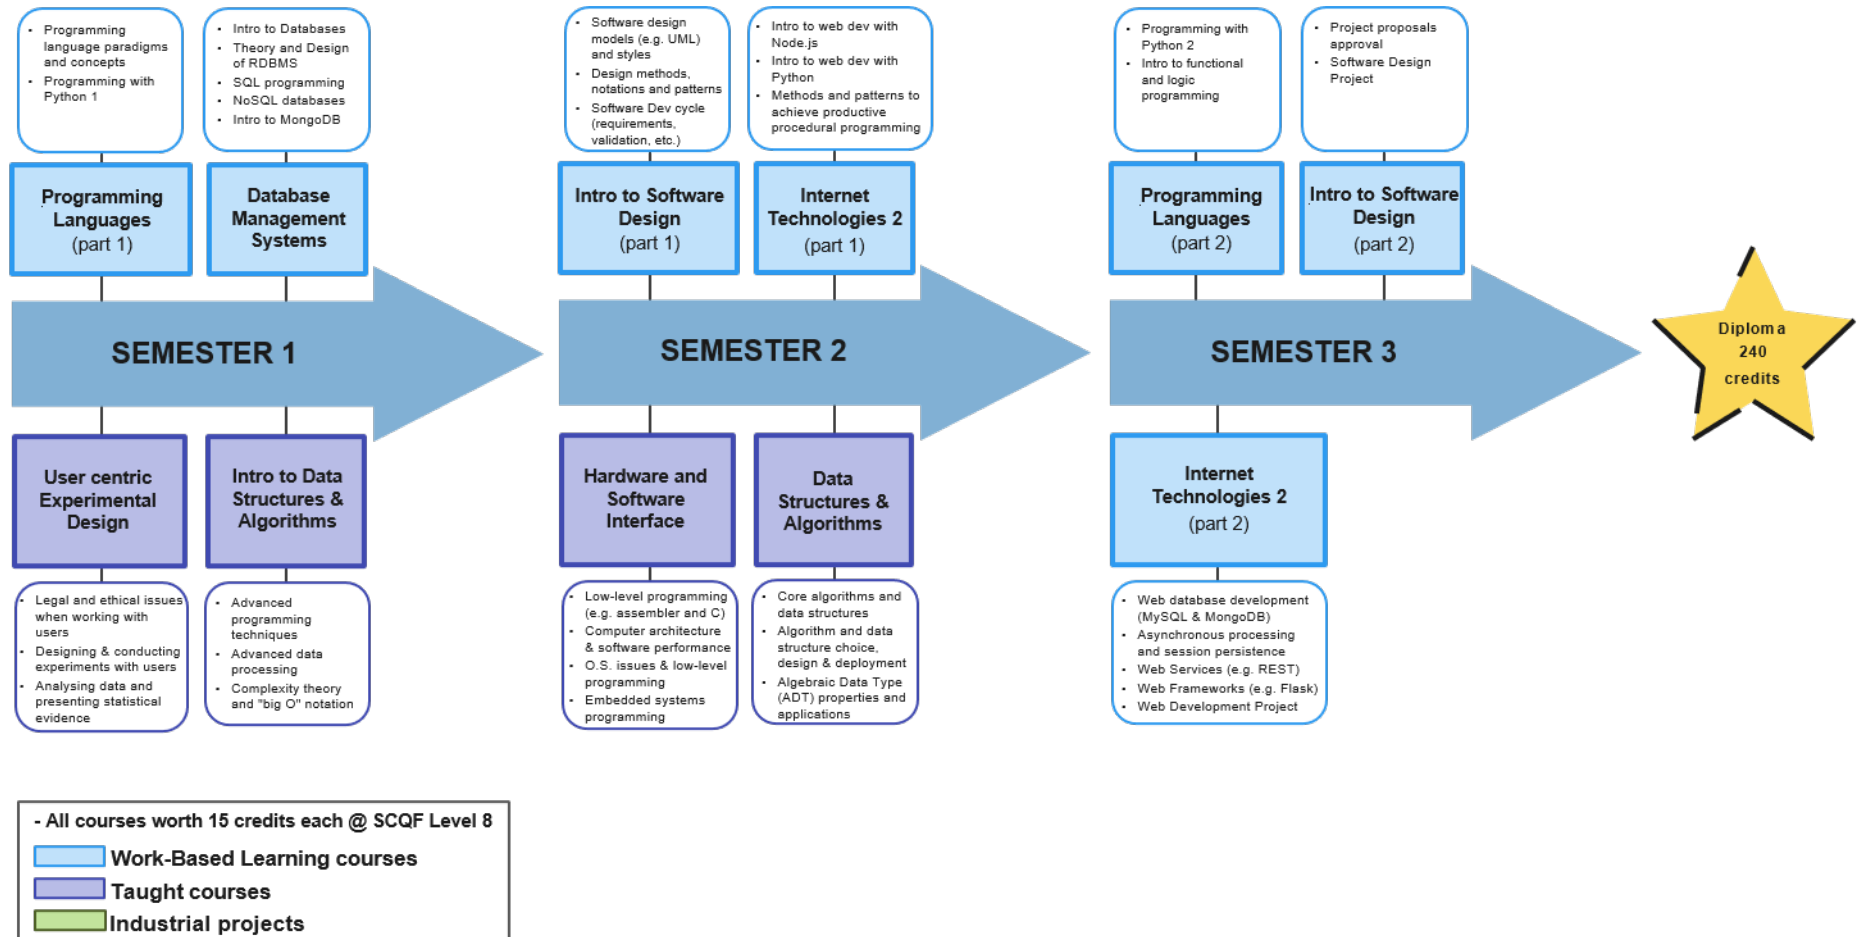 • Programming
language paradigms
and concepts
• Programming with
Python 1
• Intro to Databases
• Theory and Design
of RDBMS
• SQL programming
• NoSQL databases
• Intro to MongoDB
• Software design
models (e.g. UML)
and styles
• Design methods,
notations and patterns
• Software Dev cycle
(requirements,
validation, etc.)
• Intro to web dev with
Node.js
• Intro to web dev with
Python
• Methods and patterns to
achieve productive
procedural programming
• Programming with
Python 2
• Intro to functional
and logic
programming
• Project proposals
approval
• Software Design
Project
Programming
Languages
(part 1)
Database
Management
Systems
Intro to Software
Design
(part 1)
Internet
Technologies 2
(part 1)
Programming
Languages
(part 2)
Intro to Software
Design
(part 2)
SEMESTER 1
SEMESTER 2
SEMESTER 3
Diploma
240
credits
User centric
Experimental
Design
Intro to Data
Structures &
Algorithms
Hardware and
Software
Interface
Data
Structures &
Algorithms
Internet
Technologies 2
(part 2)
• Legal and ethical issues
when working with
users
• Designing & conducting
experiments with users
• Analysing data and
presenting statistical
evidence
• Advanced
programming
techniques
• Advanced data
processing
• Complexity theory
and "big O" notation
• Low-level programming
(e.g. assembler and C)
• Computer architecture
& software performance
• O.S. issues & low-level
programming
• Embedded systems
programming
• Core algorithms and
data structures
• Algorithm and data
structure choice,
design & deployment
• Algebraic Data Type
(ADT) properties and
applications
• Web database development
(MySQL & MongoDB)
• Asynchronous processing
and session persistence
• Web Services (e.g. REST)
• Web Frameworks (e.g. Flask)
• Web Development Project
- All courses worth 15 credits each @ SCQF Level 8
Work-Based Learning courses
Taught courses
Industrial projects